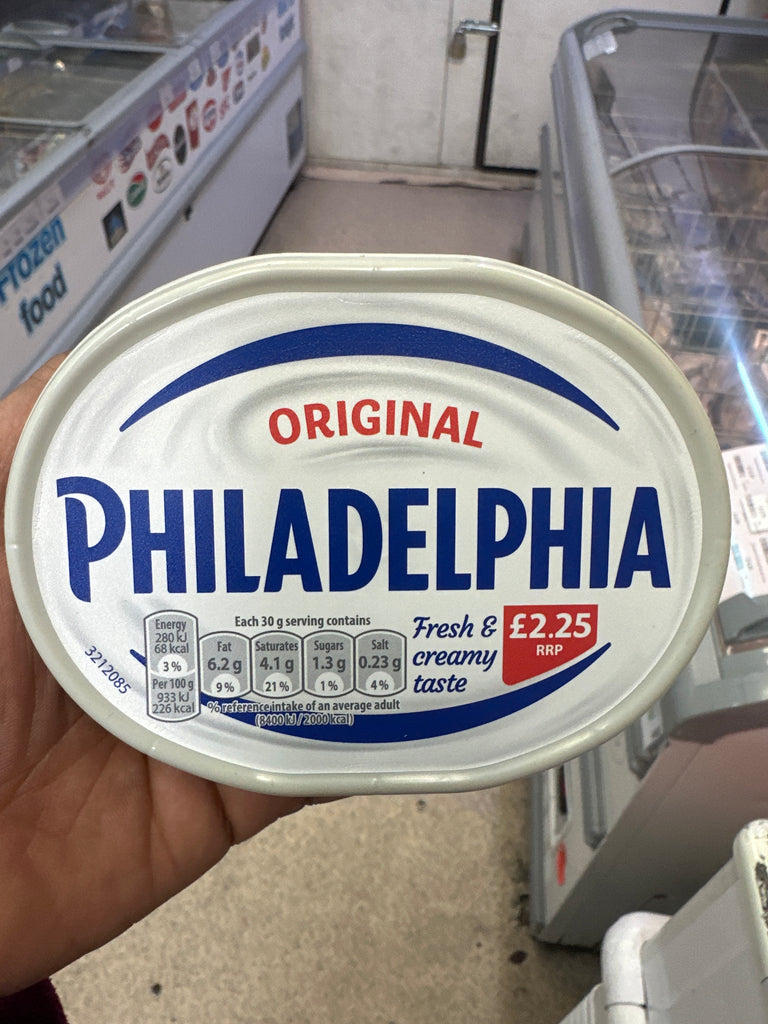 Frozen
food
ORIGINAL
PHILADELPHIA
Energy
280 kJ
68 kcal
3%
Per 100g
933 kJ
226 kcal
Each 30 g serving contains
Fat
6.2 g
9%
Saturates
4.1 g
21%
Sugars
1.3 g
1%
Salt
0.23 g
4%
% reference intake of an average adult
(8400 kJ / 2000 kcal)
Fresh &
creamy
taste
£2.25
RRP
3212085